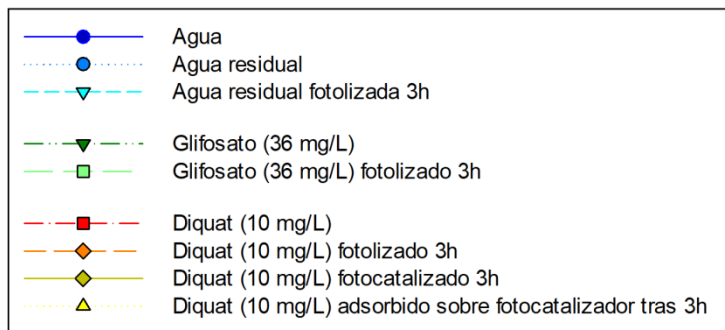 Agua
Agua residual
Agua residual fotolizada 3h
Glifosato (36 mg/L)
Glifosato (36 mg/L) fotolizado 3h
Diquat (10 mg/L)
Diquat (10 mg/L) fotolizado 3h
Diquat (10 mg/L) fotocatalizado 3h
Diquat (10 mg/L) adsorbido sobre fotocatalizador tras 3h